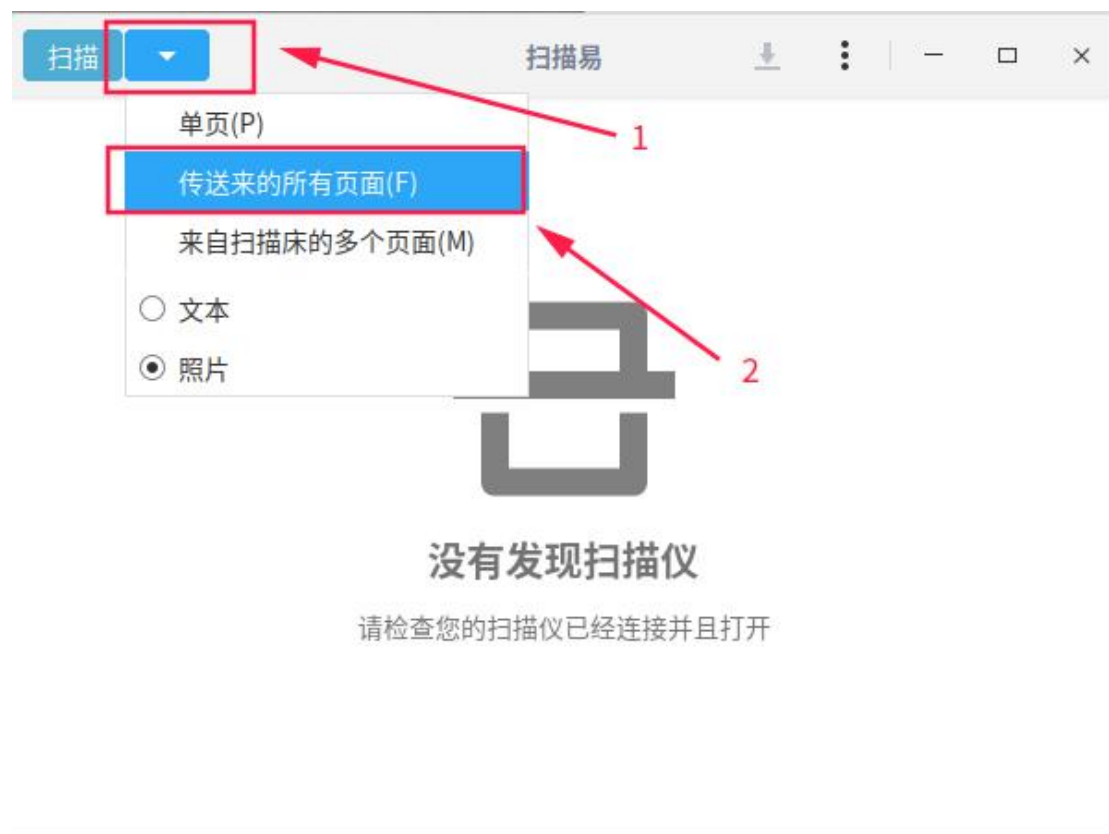 扫描
扫描易
单页(P)
1
传送来的所有页面(F)
来自扫描床的多个页面(M)
文本
照片
2
没有发现扫描仪
请检查您的扫描仪已经连接并且打开